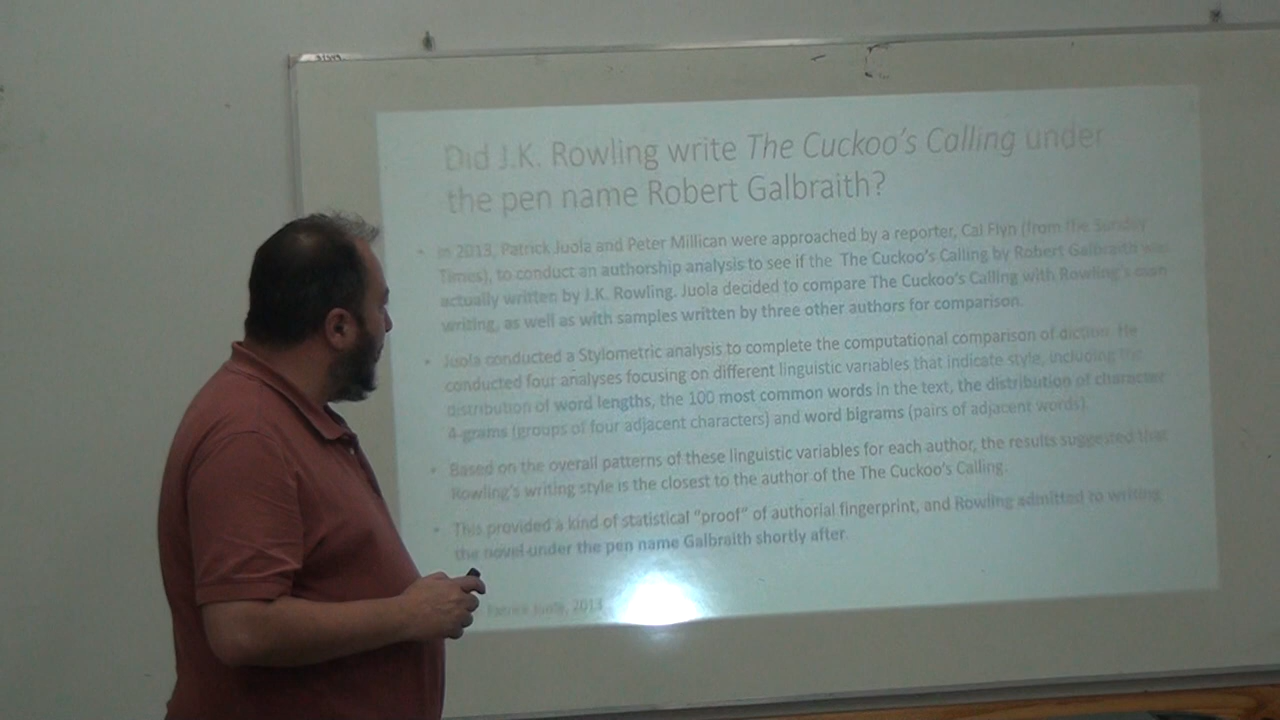 Did J.K. Rowling write The Cuckoo's Calling under
the pen name Robert Galbraith?
• In 2013, Patrick Juola and Peter Millican were approached by a reporter, Cal Flyn (from the Sunday
Times), to conduct an authorship analysis to see if the The Cuckoo's Calling by Robert Galbraith was
actually written by J.K. Rowling. Juola decided to compare The Cuckoo's Calling with Rowling's own
writing, as well as with samples written by three other authors for comparison.
• Juola conducted a Stylometric analysis to complete the computational comparison of diction. He
conducted four analyses focusing on different linguistic variables that indicate style, including the
distribution of word lengths, the 100 most common words in the text, the distribution of character
4-grams (groups of four adjacent characters) and word bigrams (pairs of adjacent words)
• Based on the overall patterns of these linguistic variables for each author, the results suggested that
Rowling's writing style is the closest to the author of the The Cuckoo's Calling.
• This provided a kind of statistical "proof" of authorial fingerprint, and Rowling admitted to writing
the novel under the pen name Galbraith shortly after.
Patrick Juola, 2013